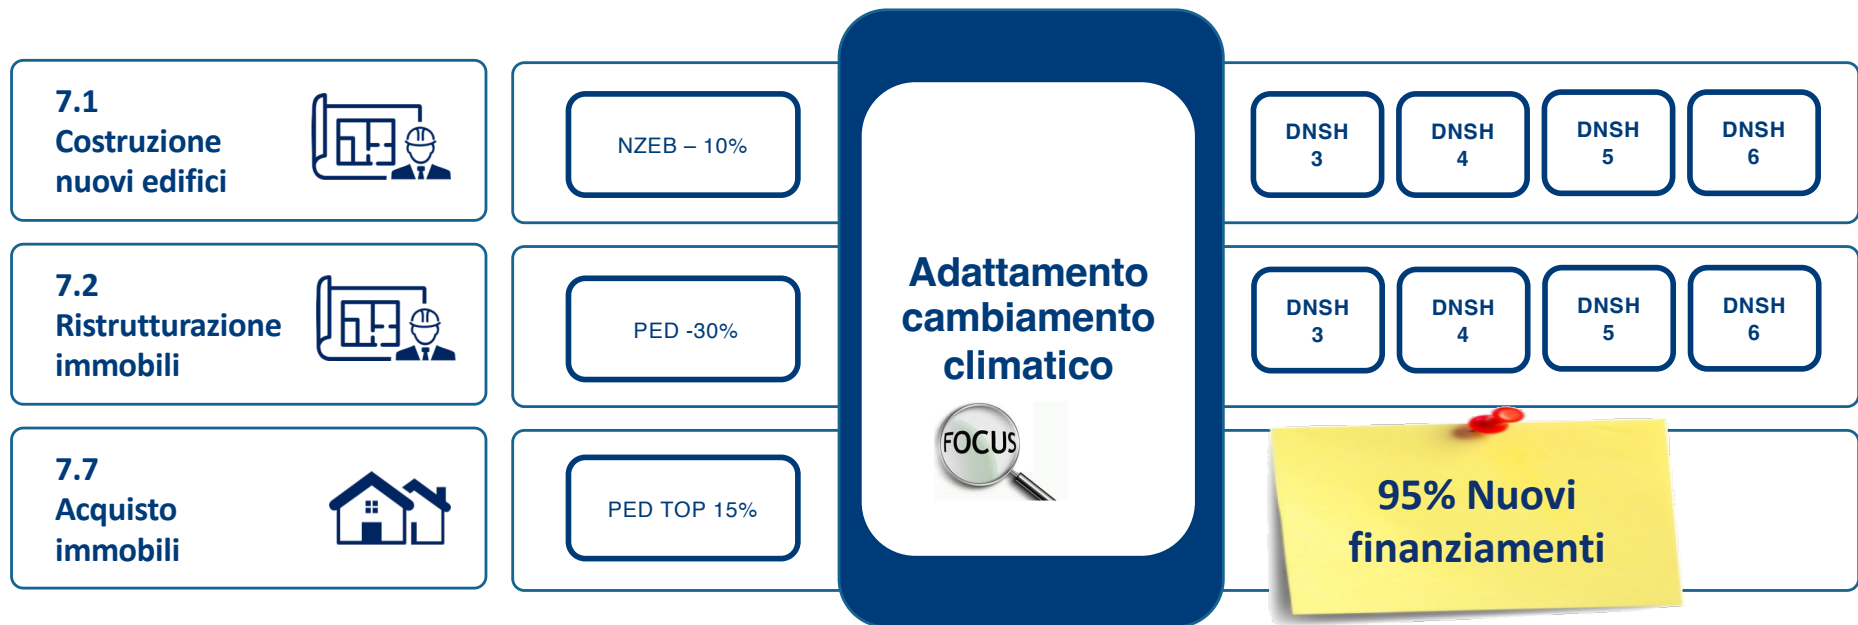 7.1
Costruzione
nuovi edifici
NZEB – 10%
DNSH
3
DNSH
4
DNSH
5
DNSH
6
7.2
Ristrutturazione
immobili
PED -30%
Adattamento
cambiamento
climatico
FOCUS
DNSH
3
DNSH
4
DNSH
5
DNSH
6
7.7
Acquisto
immobili
PED TOP 15%
95% Nuovi
finanziamenti